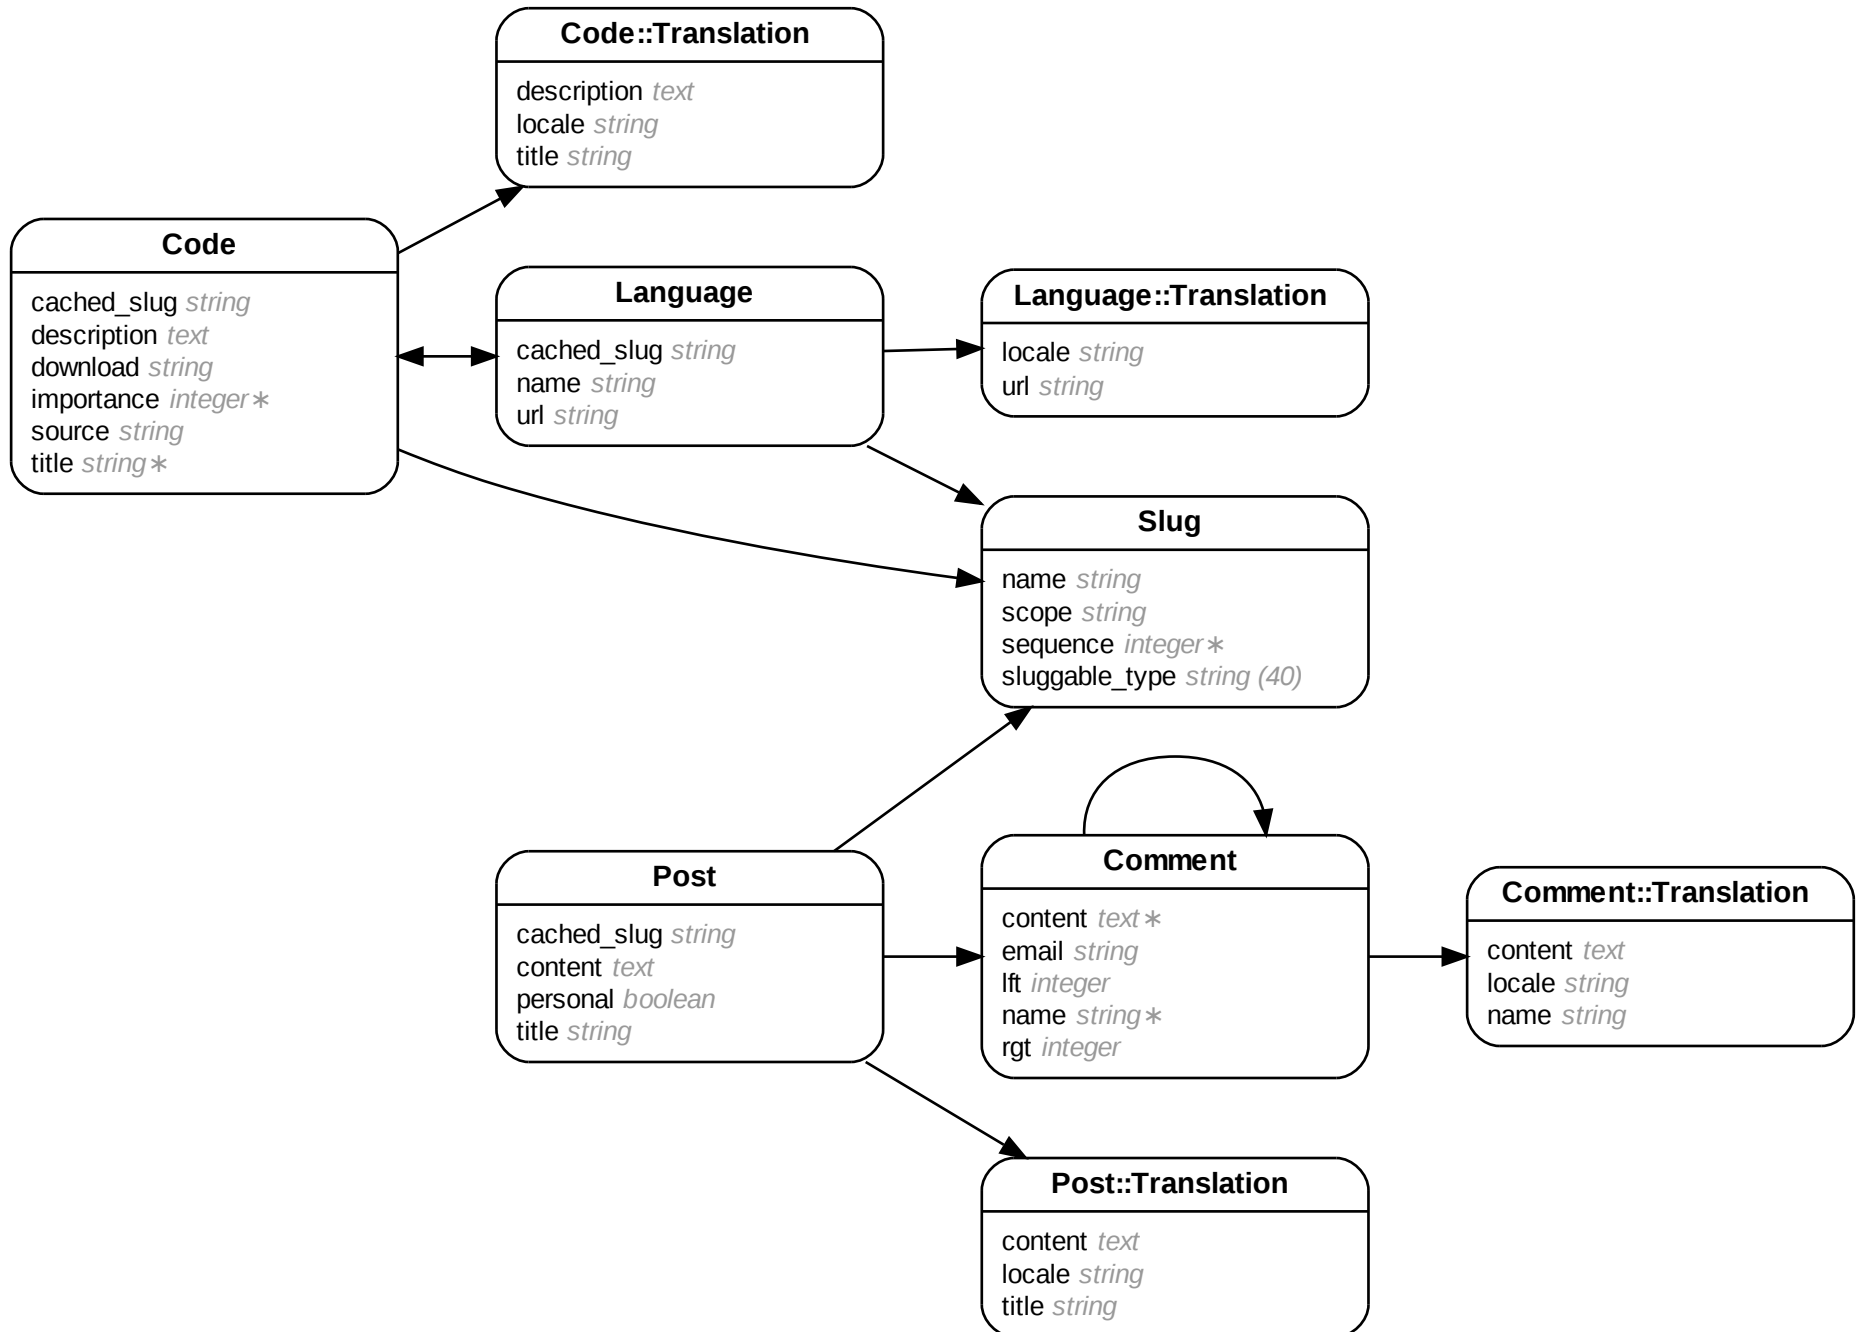 Code::Translation
description text
locale string
title string
Code
cached_slug string
description text
download string
importance integer∗
source string
title string∗
Language
cached_slug string
name string
url string
Language::Translation
locale string
url string
Slug
name string
scope string
sequence integer∗
sluggable_type string (40)
Post
cached_slug string
content text
personal boolean
title string
Comment
content text∗
email string
lft integer
name string∗
rgt integer
Comment::Translation
content text
locale string
name string
Post::Translation
content text
locale string
title string